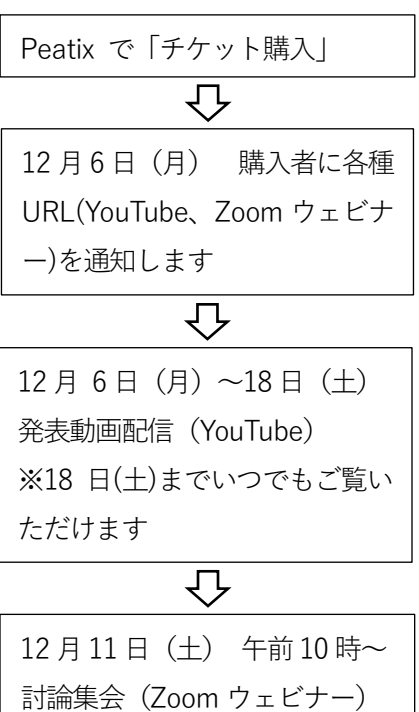 Peatix で「チケット購入」
12 月 6 日（月）　購入者に各種
URL(YouTube、Zoom ウェビナ
ー)を通知します
12 月 6 日（月）～18 日（土）
発表動画配信（YouTube）
※18 日(土)までいつでもご覧い
ただけます
12 月 11 日（土）　午前 10 時～
討論集会（Zoom ウェビナー）